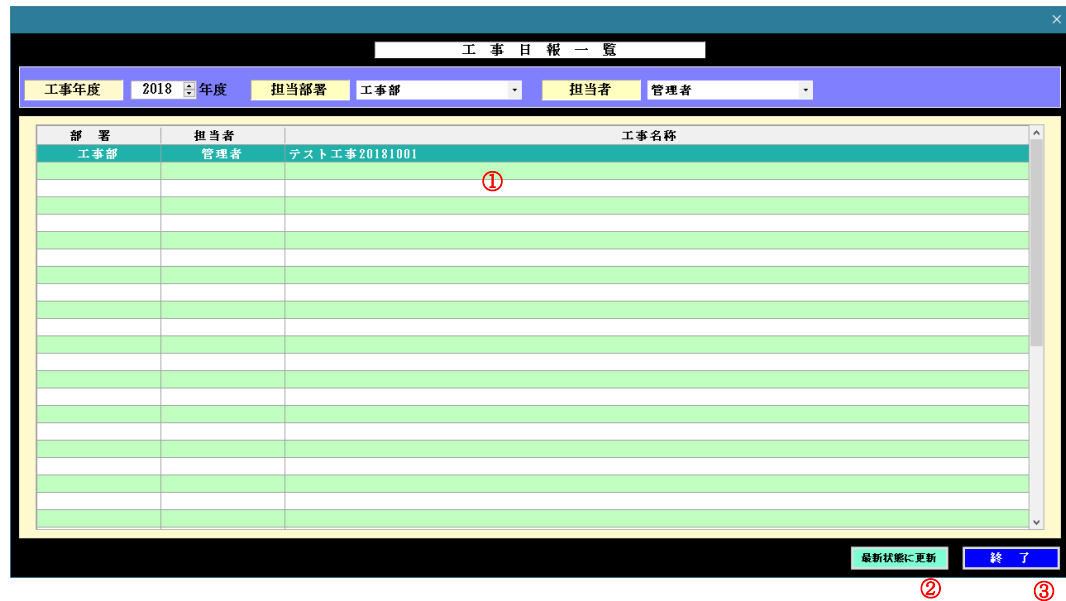 工 事 日 報 一 覧
工事年度 2018 年度 担当部署 工事部 担当者 管理者
部 署 担当者 工事名称
工事部 管理者 テスト工事20181001
①
最新状態に更新 終 了
② ③